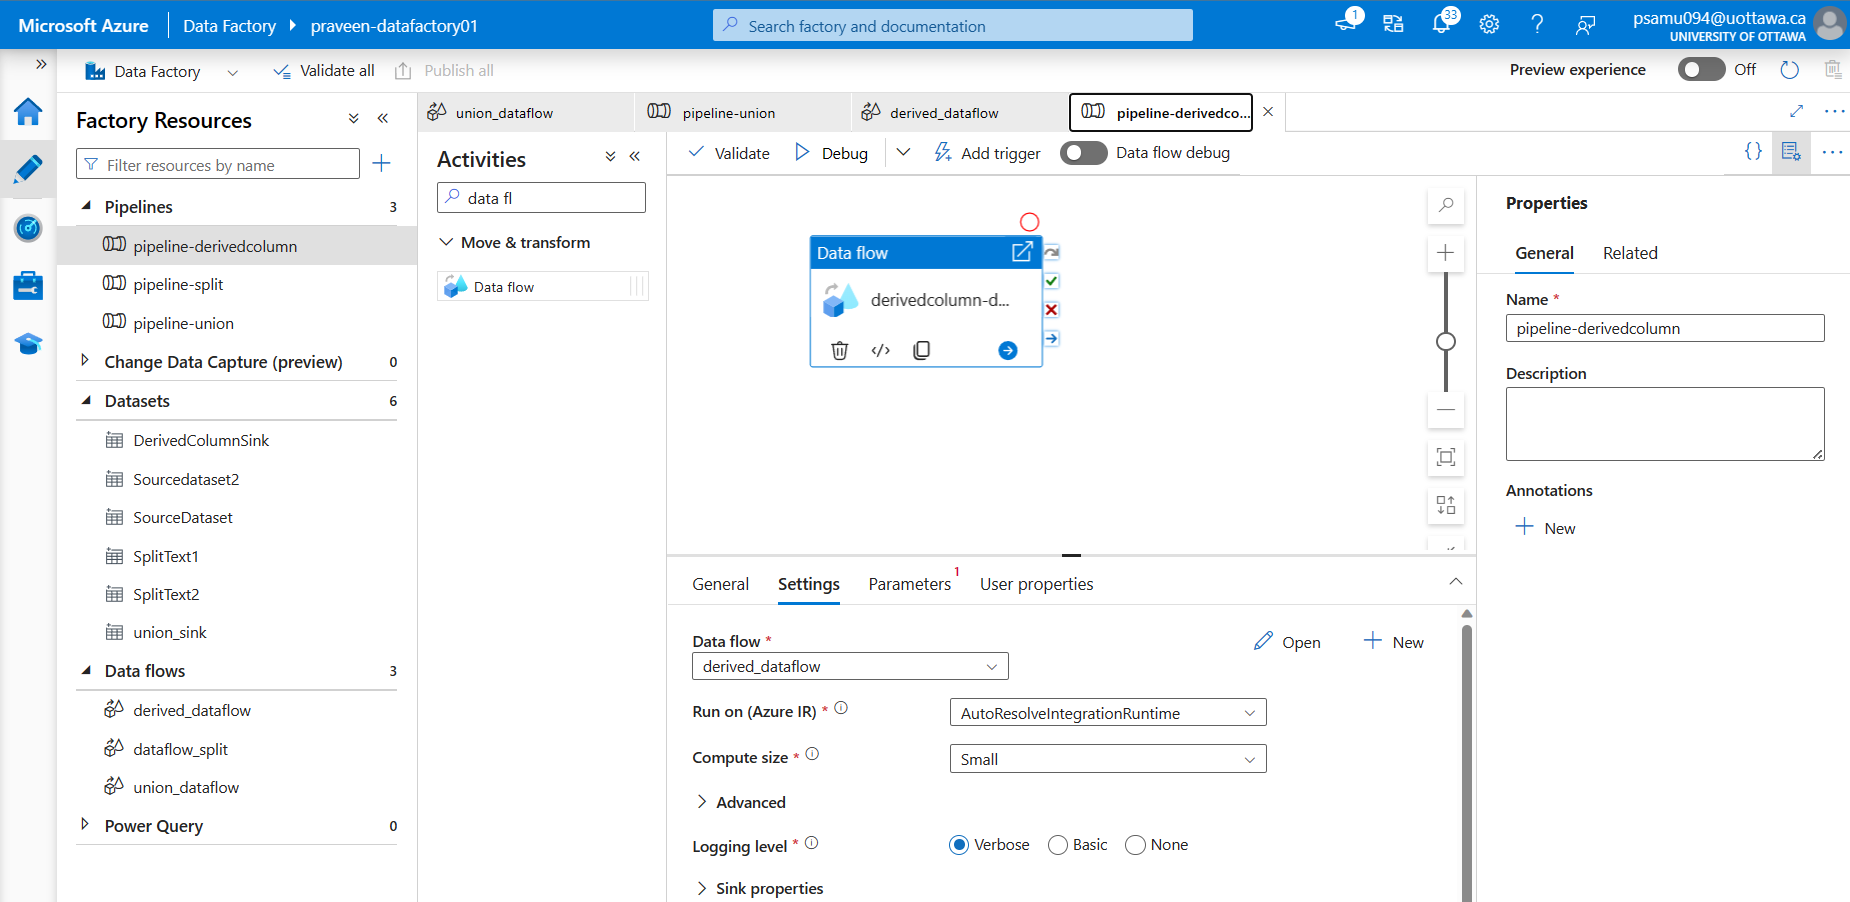 Microsoft Azure
Data Factory
praveen-datafactory01
Search factory and documentation
1
33
psamu094@uottawa.ca
UNIVERSITY OF OTTAWA
Data Factory
Validate all
Publish all
Preview experience
Off
Factory Resources
Filter resources by name
Pipelines 3
pipeline-derivedcolumn
pipeline-split
pipeline-union
Change Data Capture (preview) 0
Datasets 6
DerivedColumnSink
Sourcedataset2
SourceDataset
SplitText1
SplitText2
union_sink
Data flows 3
derived_dataflow
dataflow_split
union_dataflow
Power Query 0
union_dataflow
pipeline-union
derived_dataflow
pipeline-derivedco...
Activities
data fl
Move & transform
Data flow
Validate
Debug
Add trigger
Data flow debug
Data flow
derivedcolumn-d...
General
Settings
Parameters 1
User properties
Data flow *
Open
New
derived_dataflow
Run on (Azure IR) *
AutoResolveIntegrationRuntime
Compute size *
Small
Advanced
Logging level *
Verbose
Basic
None
Sink properties
Properties
General
Related
Name *
pipeline-derivedcolumn
Description
Annotations
New